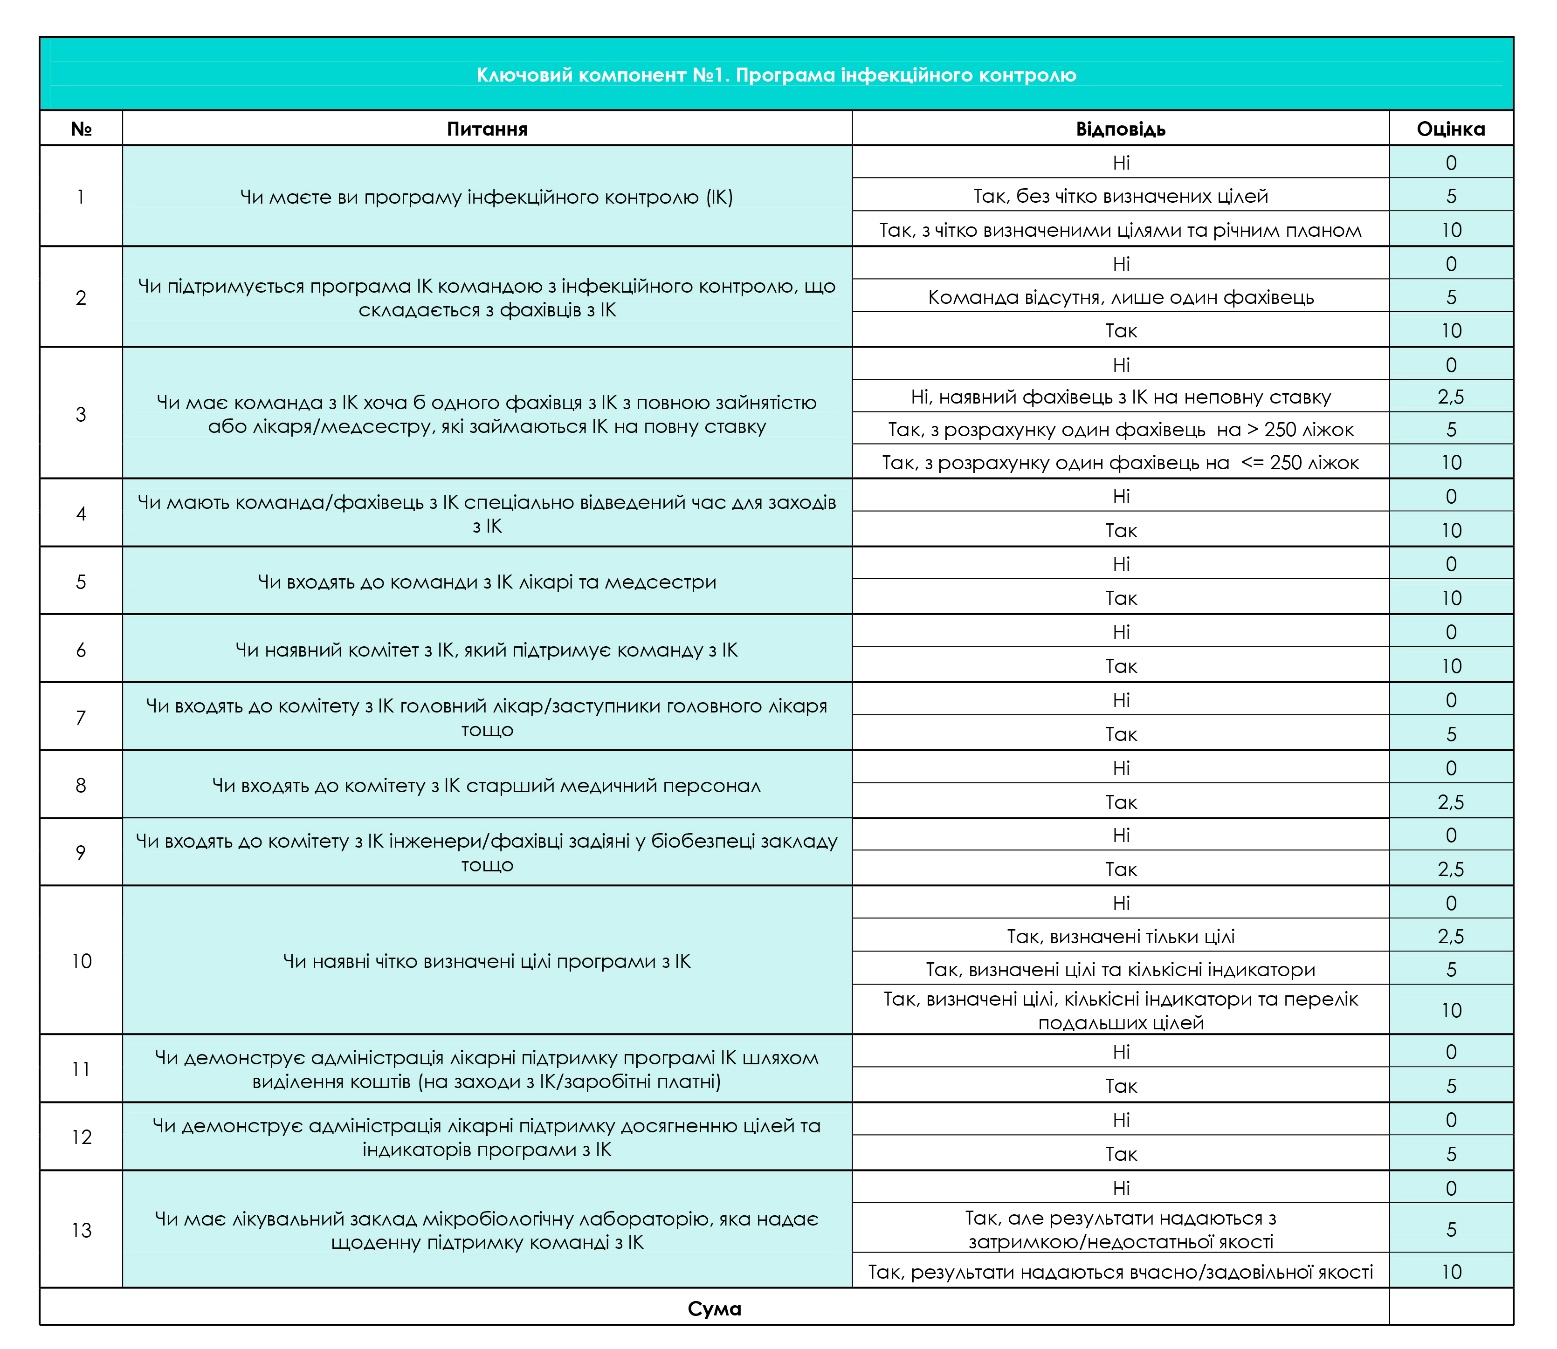 Ключовий компонент №1. Програма інфекційного контролю
№ Питання Відповідь Оцінка
1 Чи маєте ви програму інфекційного контролю (ІК)
Ні 0
Так, без чітко визначених цілей 5
Так, з чітко визначеними цілями та річним планом 10
2 Чи підтримується програма ІК командою з інфекційного контролю, що
складається з фахівців з ІК
Ні 0
Команда відсутня, лише один фахівець 5
Так 10
3 Чи має команда з ІК хоча б одного фахівця з ІК з повною зайнятістю
або лікаря/медсестру, які займаються ІК на повну ставку
Ні 0
Ні, наявний фахівець з ІК на неповну ставку 2,5
Так, з розрахунку один фахівець на > 250 ліжок 5
Так, з розрахунку один фахівець на <= 250 ліжок 10
4 Чи мають команда/фахівець з ІК спеціально відведений час для заходів
з ІК
Ні 0
Так 10
5 Чи входять до команди з ІК лікарі та медсестри
Ні 0
Так 10
6 Чи наявний комітет з ІК, який підтримує команду з ІК
Ні 0
Так 10
7 Чи входять до комітету з ІК головний лікар/заступники головного лікаря
тощо
Ні 0
Так 5
8 Чи входять до комітету з ІК старший медичний персонал
Ні 0
Так 2,5
9 Чи входять до комітету з ІК інженери/фахівці задіяні у біобезпеці закладу
тощо
Ні 0
Так 2,5
10 Чи наявні чітко визначені цілі програми з ІК
Ні 0
Так, визначені тільки цілі 2,5
Так, визначені цілі та кількісні індикатори 5
Так, визначені цілі, кількісні індикатори та перелік
подальших цілей 10
11 Чи демонструє адміністрація лікарні підтримку програмі ІК шляхом
виділення коштів (на заходи з ІК/заробітні платні)
Ні 0
Так 5
12 Чи демонструє адміністрація лікарні підтримку досягненню цілей та
індикаторів програми з ІК
Ні 0
Так 5
13 Чи має лікувальний заклад мікробіологічну лабораторію, яка надає
щоденну підтримку команді з ІК
Ні 0
Так, але результати надаються з
затримкою/недостатньої якості 5
Так, результати надаються вчасно/задовільної якості 10
Сума